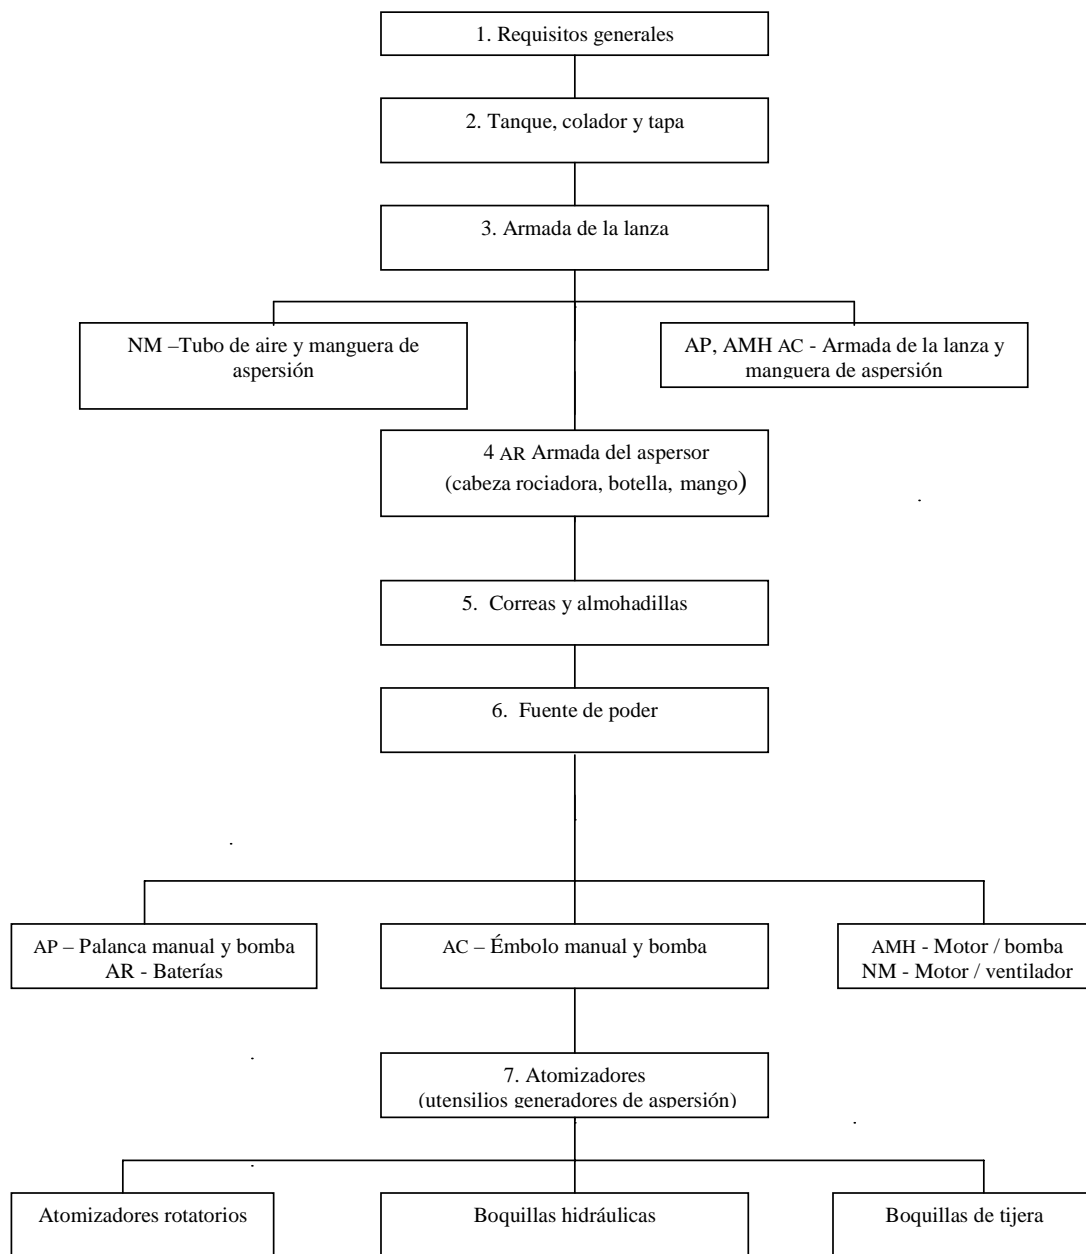 1. Requisitos generales
2. Tanque, colador y tapa
3. Armada de la lanza
NM –Tubo de aire y manguera de
aspersión
AP, AMH AC - Armada de la lanza y
manguera de aspersión
4 AR Armada del aspersor
(cabeza rociadora, botella, mango)
5. Correas y almohadillas
6. Fuente de poder
AP – Palanca manual y bomba
AR - Baterías
AC – Émbolo manual y bomba
AMH - Motor / bomba
NM - Motor / ventilador
7. Atomizadores
(utensilios generadores de aspersión)
Atomizadores rotatorios
Boquillas hidráulicas
Boquillas de tijera